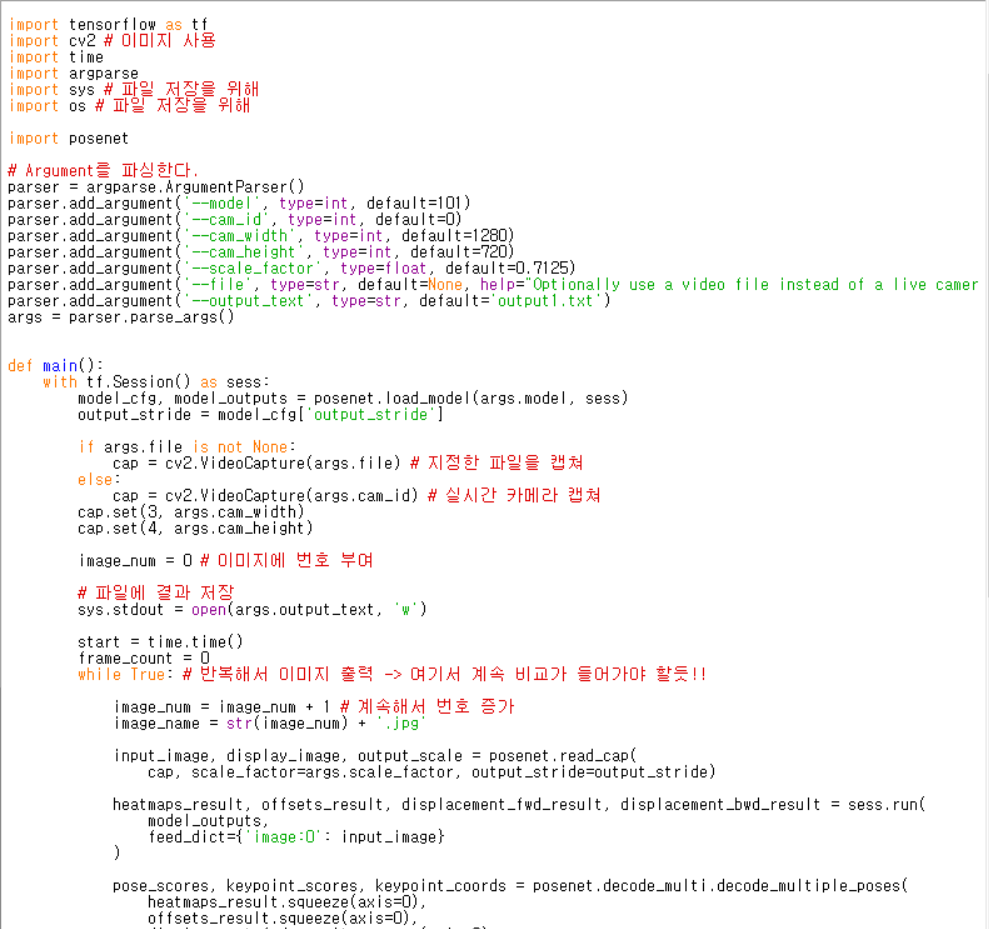 import tensorflow as tf
import cv2 # 이미지 사용
import time
import argparse
import sys # 파일 저장을 위해
import os # 파일 저장을 위해
import posenet
# Argument를 파싱한다.
parser = argparse.ArgumentParser()
parser.add_argument('--model', type=int, default=101)
parser.add_argument('--cam_id', type=int, default=0)
parser.add_argument('--cam_width', type=int, default=1280)
parser.add_argument('--cam_height', type=int, default=720)
parser.add_argument('--scale_factor', type=float, default=0.7125)
parser.add_argument('--file', type=str, default=None, help="Optionally use a video file instead of a live camer
parser.add_argument('--output_text', type=str, default='output1.txt')
args = parser.parse_args()
def main():
    with tf.Session() as sess:
        model_cfg, model_outputs = posenet.load_model(args.model, sess)
        output_stride = model_cfg['output_stride']
        if args.file is not None:
            cap = cv2.VideoCapture(args.file) # 지정한 파일을 캡쳐
        else:
            cap = cv2.VideoCapture(args.cam_id) # 실시간 카메라 캡쳐
        cap.set(3, args.cam_width)
        cap.set(4, args.cam_height)
        image_num = 0 # 이미지에 번호 부여
        # 파일에 결과 저장
        sys.stdout = open(args.output_text, 'w')
        start = time.time()
        frame_count = 0
        while True: # 반복해서 이미지 출력 -> 여기서 계속 비교가 들어가야 할듯!!
            image_num = image_num + 1 # 계속해서 번호 증가
            image_name = str(image_num) + '.jpg'
            input_image, display_image, output_scale = posenet.read_cap(
                cap, scale_factor=args.scale_factor, output_stride=output_stride)
            heatmaps_result, offsets_result, displacement_fwd_result, displacement_bwd_result = sess.run(
                model_outputs,
                feed_dict={'image:0': input_image}
            )
            pose_scores, keypoint_scores, keypoint_coords = posenet.decode_multi.decode_multiple_poses(
                heatmaps_result.squeeze(axis=0),
                offsets_result.squeeze(axis=0),